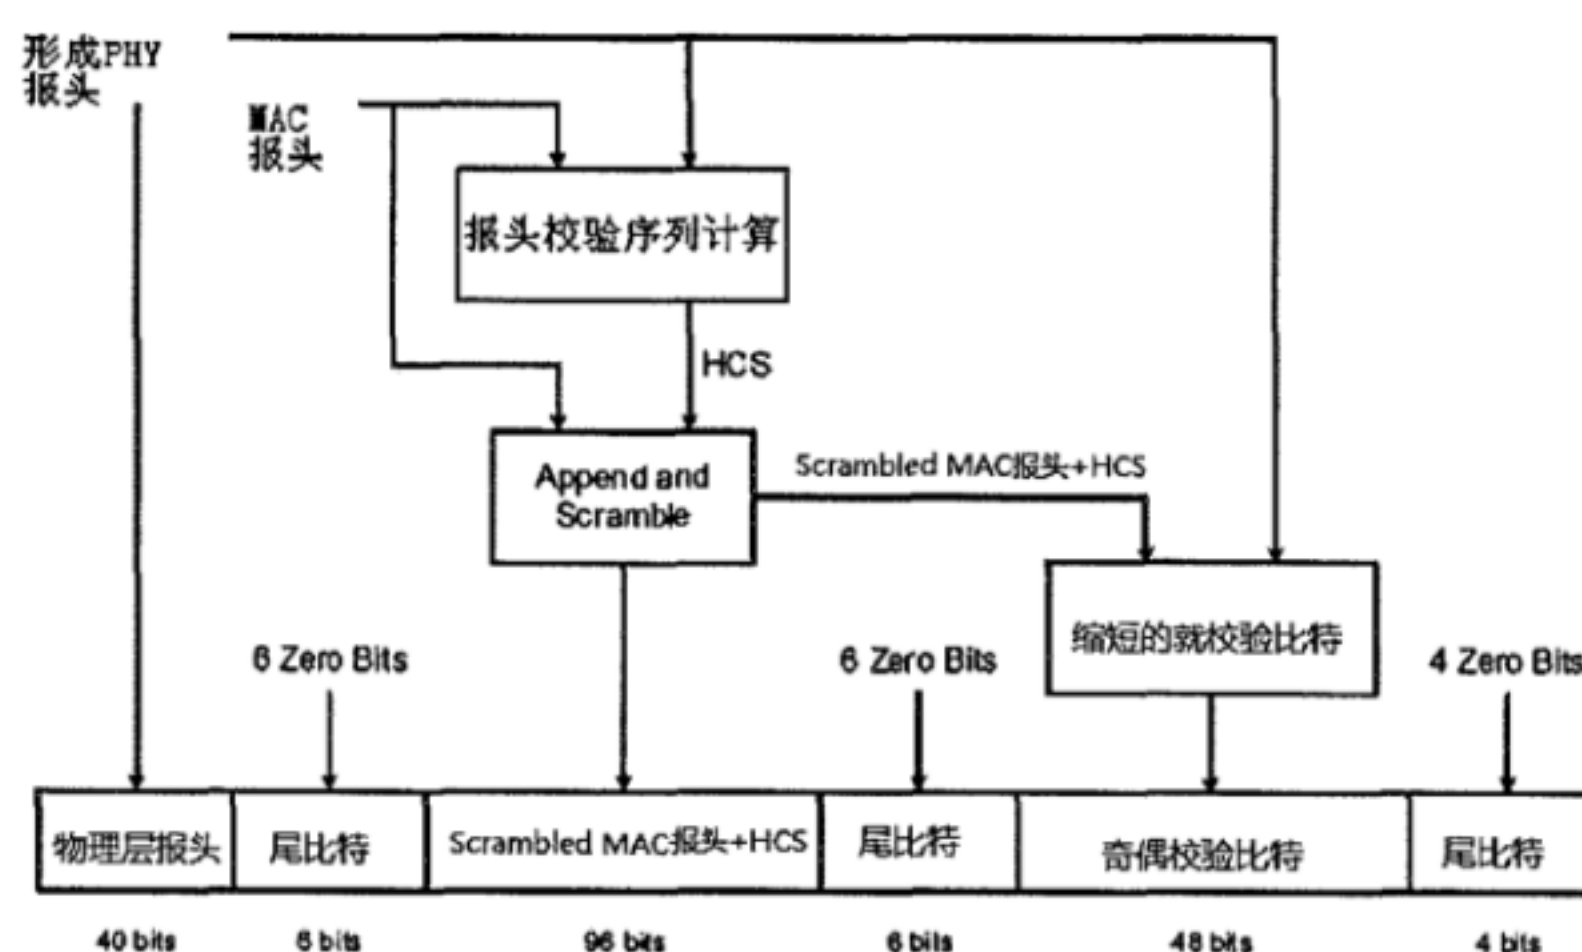 形成PHY
报头
MAC
报头
报头校验序列计算
HCS
Append and
Scramble
Scrambled MAC报头+HCS
缩短的就校验比特
6 Zero Bits
6 Zero Bits
4 Zero Bits
物理层报头
尾比特
Scrambled MAC报头+HCS
尾比特
奇偶校验比特
尾比特
40 bits
6 bits
96 bits
6 bits
48 bits
4 bits